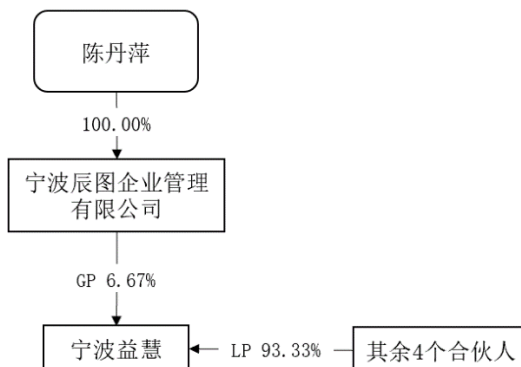 陈丹萍
100.00%
宁波辰图企业管理
有限公司
GP 6.67%
宁波益慧
LP 93.33%
其余4个合伙人